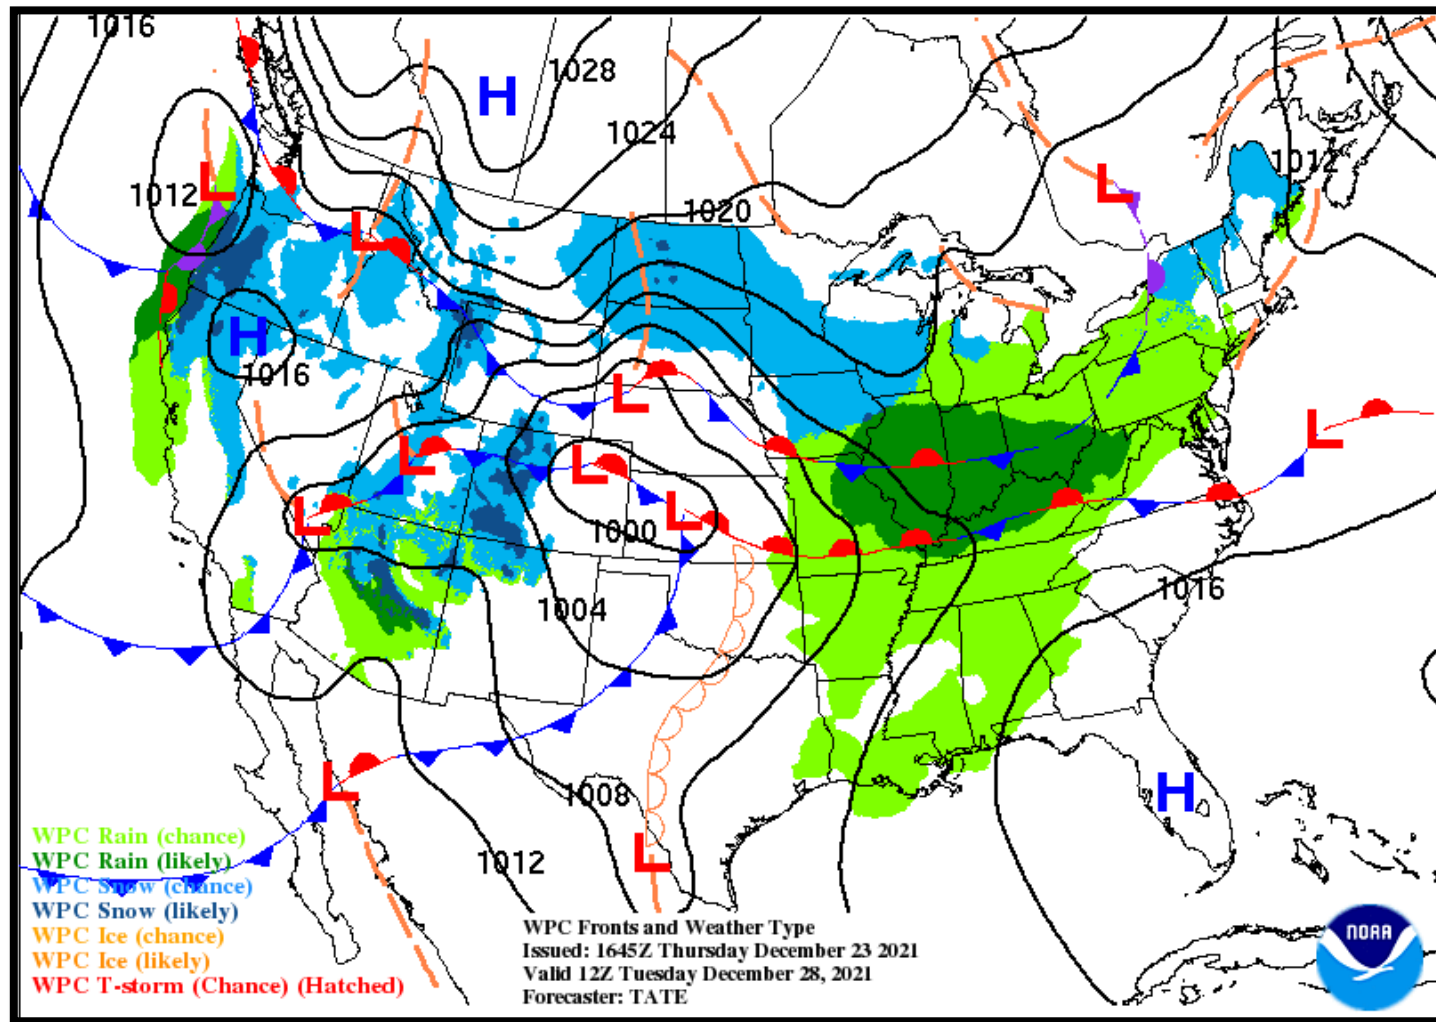 1016
1028
H
1024
L
1012
L
1012
L
1020
L
H
1016
L
L
L
L
L
1000
L
1016
1004
H
L
1008
L
1012
WPC Rain (chance)
WPC Rain (likely)
WPC Snow (chance)
WPC Snow (likely)
WPC Ice (chance)
WPC Ice (likely)
WPC T-storm (Chance) (Hatched)
WPC Fronts and Weather Type
Issued: 1645Z Thursday December 23 2021
Valid 12Z Tuesday December 28, 2021
Forecaster: TATE
NOAA